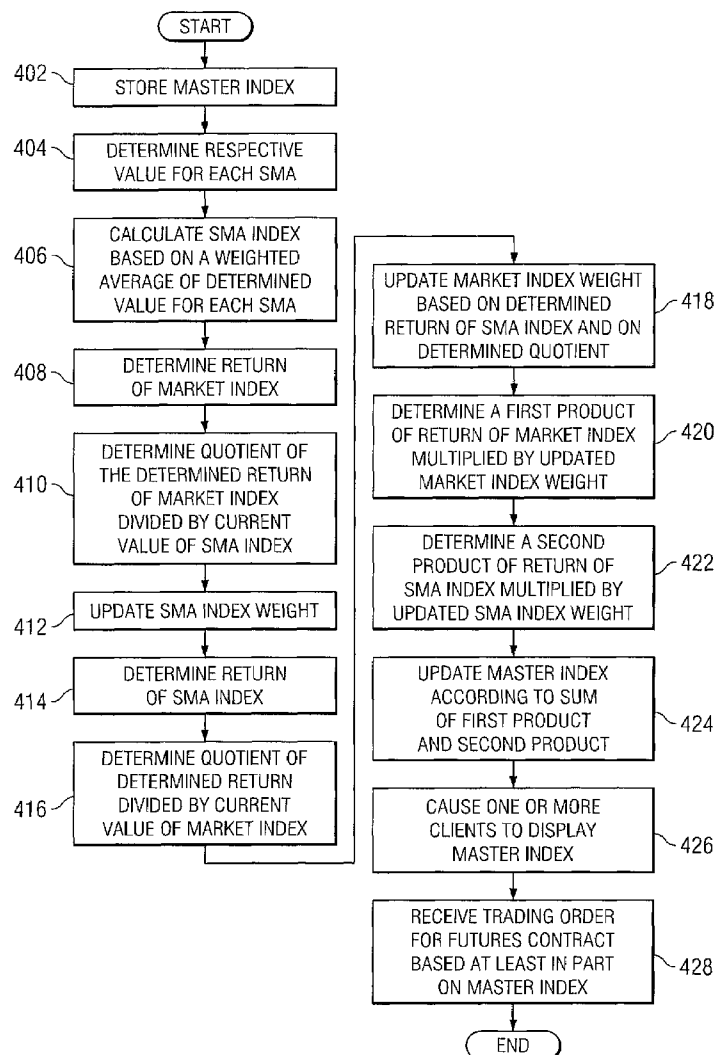 START
402
STORE MASTER INDEX
404
DETERMINE RESPECTIVE
VALUE FOR EACH SMA
406
CALCULATE SMA INDEX
BASED ON A WEIGHTED
AVERAGE OF DETERMINED
VALUE FOR EACH SMA
408
DETERMINE RETURN
OF MARKET INDEX
410
DETERMINE QUOTIENT OF
THE DETERMINED RETURN
OF MARKET INDEX
DIVIDED BY CURRENT
VALUE OF SMA INDEX
412
UPDATE SMA INDEX WEIGHT
414
DETERMINE RETURN
OF SMA INDEX
416
DETERMINE QUOTIENT OF
DETERMINED RETURN
DIVIDED BY CURRENT
VALUE OF MARKET INDEX
UPDATE MARKET INDEX WEIGHT
BASED ON DETERMINED
RETURN OF SMA INDEX AND ON
DETERMINED QUOTIENT
418
DETERMINE A FIRST PRODUCT
OF RETURN OF MARKET INDEX
MULTIPLIED BY UPDATED
MARKET INDEX WEIGHT
420
DETERMINE A SECOND
PRODUCT OF RETURN OF
SMA INDEX MULTIPLIED BY
UPDATED SMA INDEX WEIGHT
422
UPDATE MASTER INDEX
ACCORDING TO SUM
OF FIRST PRODUCT
AND SECOND PRODUCT
424
CAUSE ONE OR MORE
CLIENTS TO DISPLAY
MASTER INDEX
426
RECEIVE TRADING ORDER
FOR FUTURES CONTRACT
BASED AT LEAST IN PART
ON MASTER INDEX
428
END